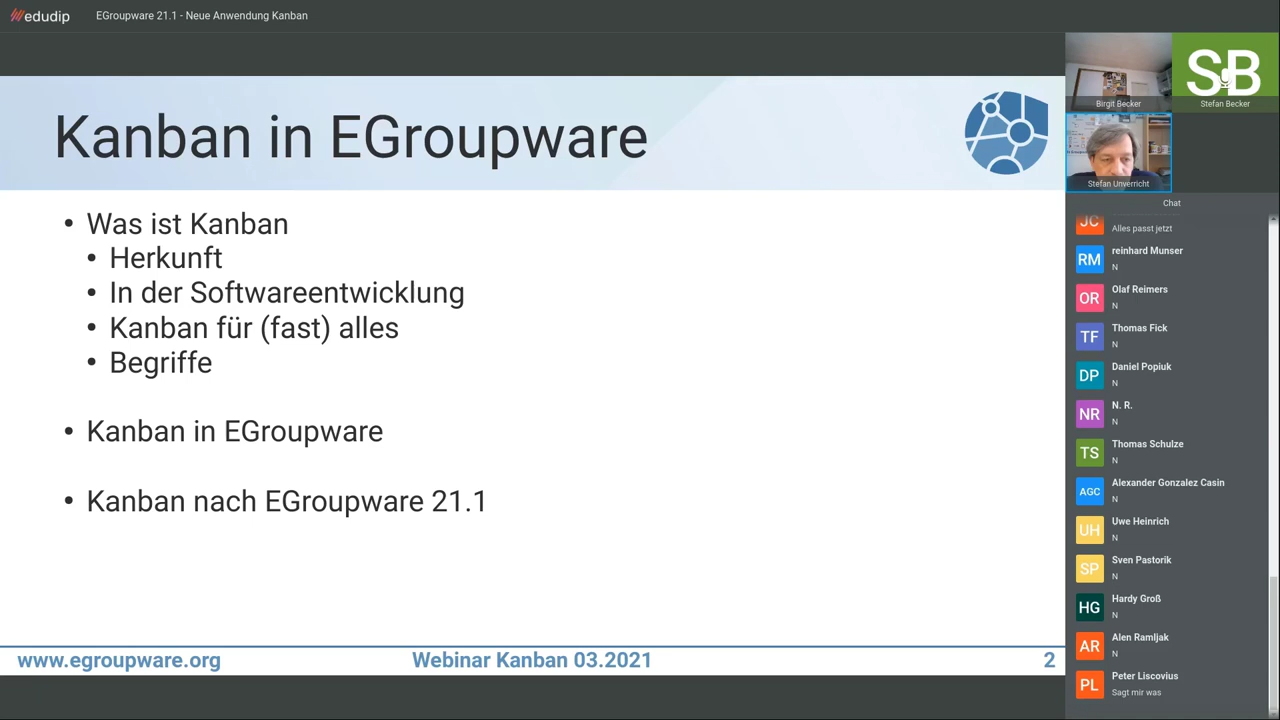 edudip
EGroupware 21.1 - Neue Anwendung Kanban
Kanban in EGroupware
• Was ist Kanban
• Herkunft
• In der Softwareentwicklung
• Kanban für (fast) alles
• Begriffe
• Kanban in EGroupware
• Kanban nach EGroupware 21.1
www.egroupware.org
Webinar Kanban 03.2021
2
Birgit Becker
SB
Stefan Becker
Stefan Unverricht
Chat
JC
Alles passt jetzt
RM
reinhard Munser
N
OR
Olaf Reimers
N
TF
Thomas Fick
N
DP
Daniel Popiuk
N
NR
N. R.
N
TS
Thomas Schulze
N
AGC
Alexander Gonzalez Casin
N
UH
Uwe Heinrich
N
SP
Sven Pastorik
N
HG
Hardy Groß
N
AR
Alen Ramljak
N
PL
Peter Liscovius
Sagt mir was